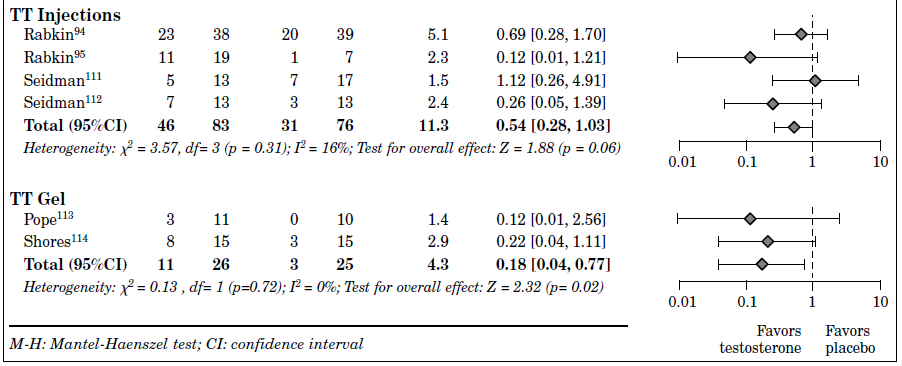 TT Injections
Rabkin94 23 38 20 39 5.1 0.69 [0.28, 1.70]
Rabkin95 11 19 1 7 2.3 0.12 [0.01, 1.21]
Seidman111 5 13 7 17 1.5 1.12 [0.26, 4.91]
Seidman112 7 13 3 13 2.4 0.26 [0.05, 1.39]
Total (95%CI) 46 83 31 76 11.3 0.54 [0.28, 1.03]
Heterogeneity: χ2 = 3.57, df= 3 (p = 0.31); I2 = 16%; Test for overall effect: Z = 1.88 (p = 0.06)
0.01 0.1 1 10
TT Gel
Pope113 3 11 0 10 1.4 0.12 [0.01, 2.56]
Shores114 8 15 3 15 2.9 0.22 [0.04, 1.11]
Total (95%CI) 11 26 3 25 4.3 0.18 [0.04, 0.77]
Heterogeneity: χ2 = 0.13 , df= 1 (p=0.72); I2 = 0%; Test for overall effect: Z = 2.32 (p= 0.02)
0.01 0.1 1 10
Favors testosterone
Favors placebo
M-H: Mantel-Haenszel test; CI: confidence interval